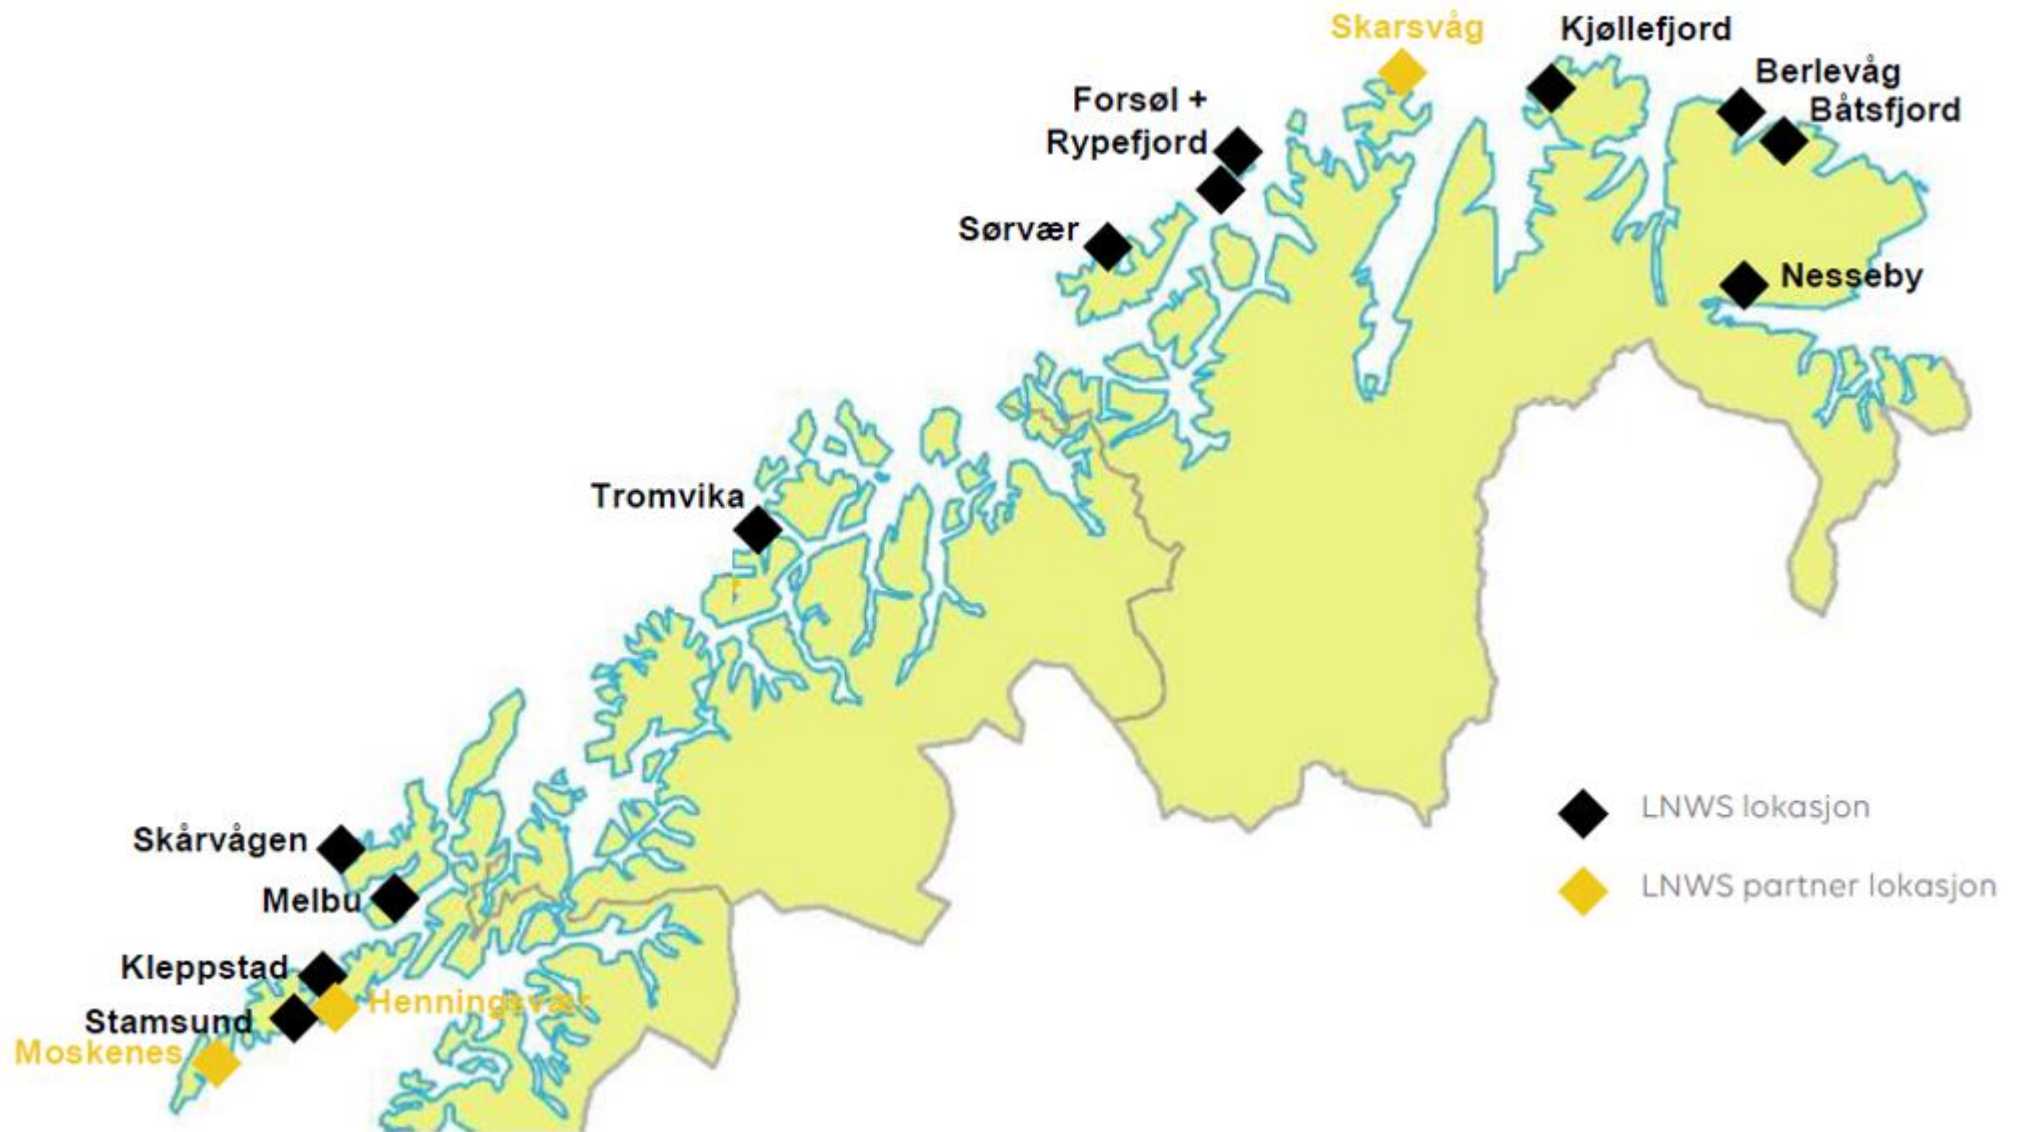 Skarsvåg
Kjøllefjord
Berlevåg
Båtsfjord
Forsøl +
Rypefjord
Sørvær
Nesseby
Tromvika
LNWS lokasjon
Skårvågen
LNWS partner lokasjon
Melbu
Kleppstad
Henningsvær
Stamsund
Moskenes